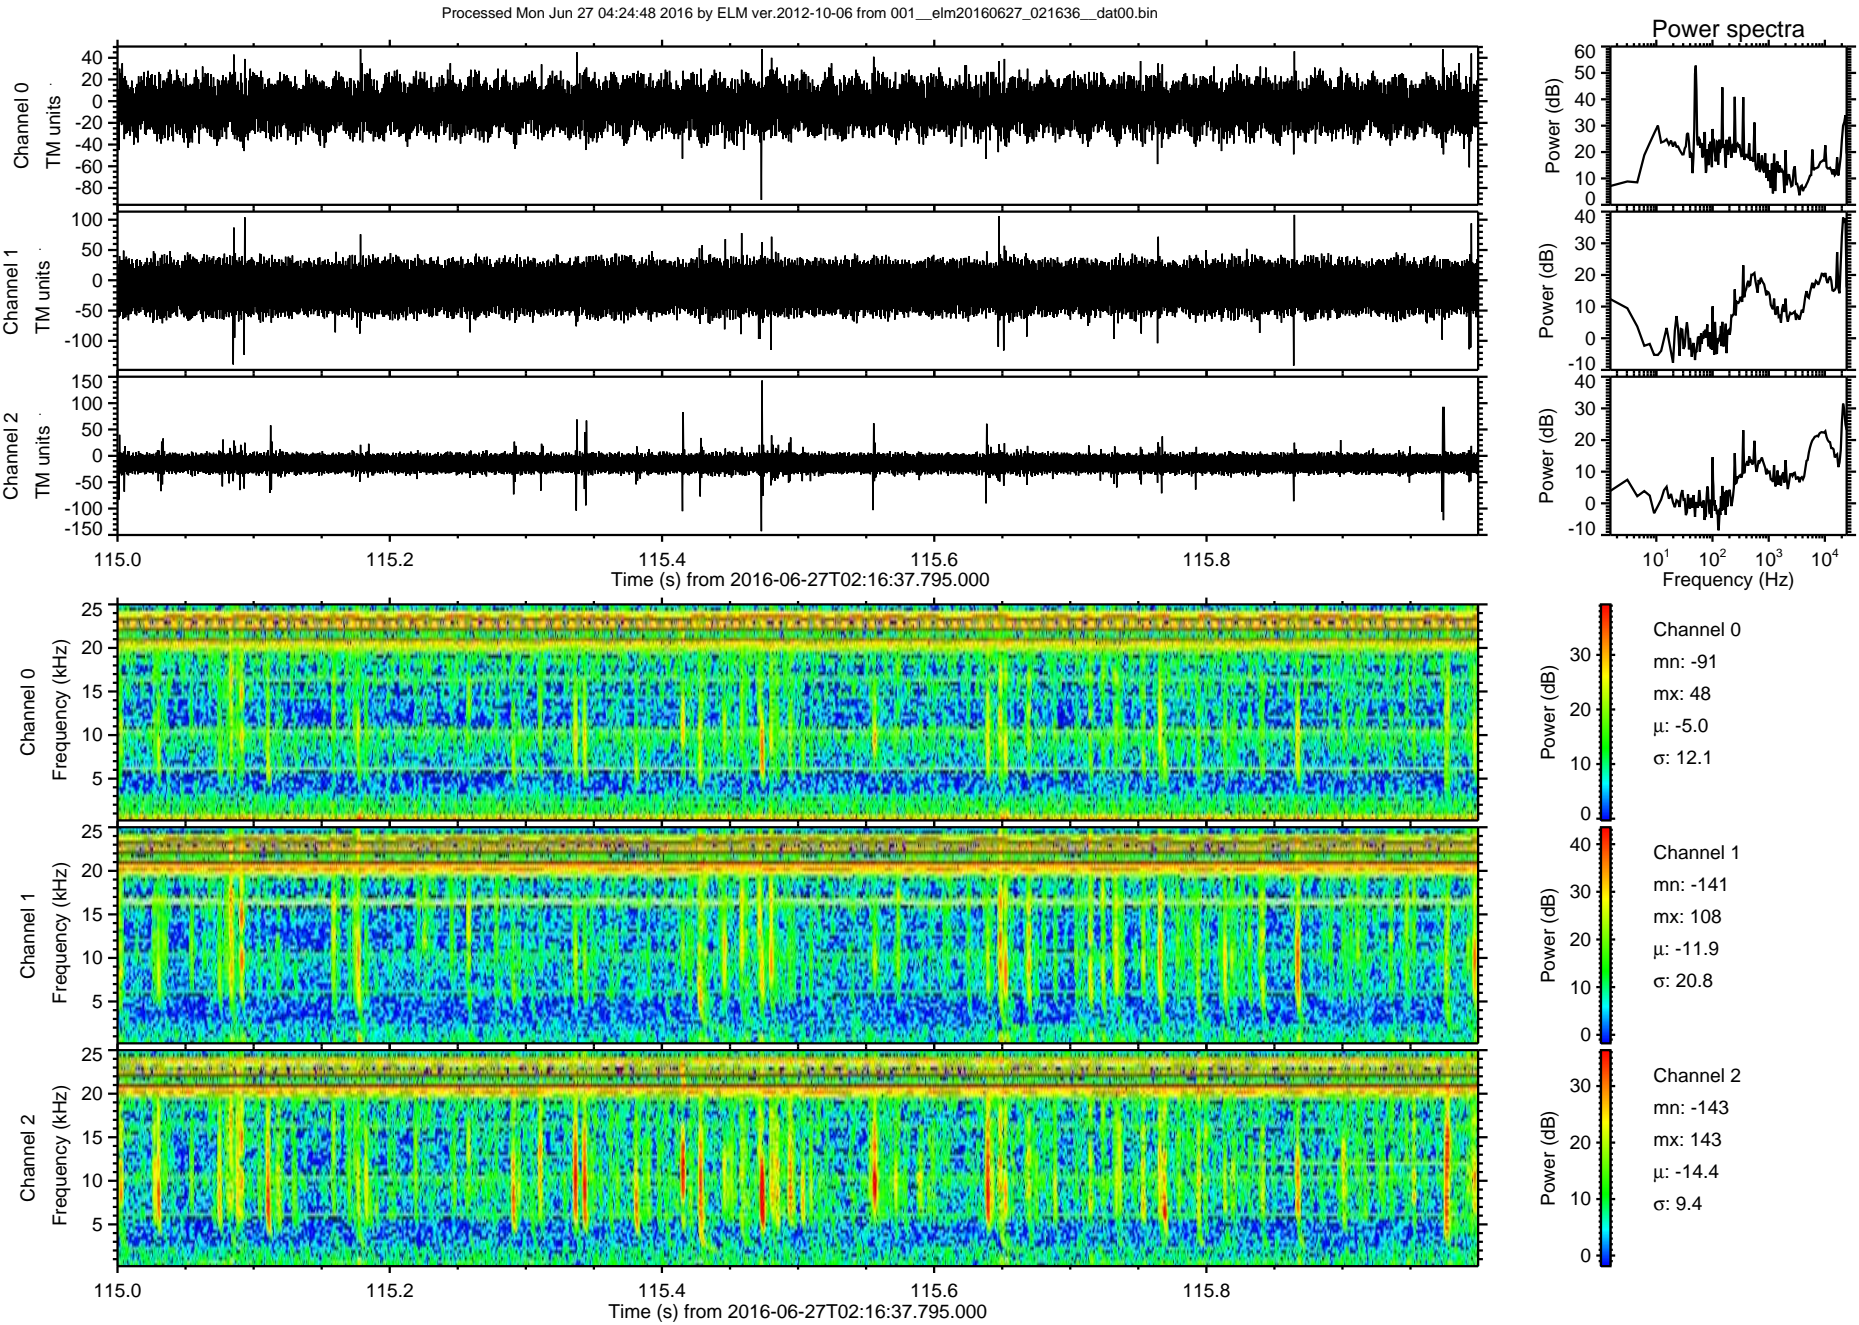 Processed Mon Jun 27 04:24:48 2016 by ELM ver.2012-10-06 from 001__elm20160627_021636__dat00.bin
Power spectra
Channel 0
TM units
40
20
0
-20
-40
-60
-80
Power (dB)
60
50
40
30
20
10
0
Channel 1
TM units
100
50
0
-50
-100
Power (dB)
40
30
20
10
0
-10
Channel 2
TM units
150
100
50
0
-50
-100
-150
Power (dB)
40
30
20
10
0
-10
115.0 115.2 115.4 115.6 115.8
Time (s) from 2016-06-27T02:16:37.795.000
10¹ 10² 10³ 10⁴
Frequency (Hz)
Channel 0
Frequency (kHz)
25
20
15
10
5
Power (dB)
30
20
10
0
Channel 0
mn: -91
mx: 48
μ: -5.0
σ: 12.1
Channel 1
Frequency (kHz)
25
20
15
10
5
Power (dB)
40
30
20
10
0
Channel 1
mn: -141
mx: 108
μ: -11.9
σ: 20.8
Channel 2
Frequency (kHz)
25
20
15
10
5
Power (dB)
30
20
10
0
Channel 2
mn: -143
mx: 143
μ: -14.4
σ: 9.4
115.0 115.2 115.4 115.6 115.8
Time (s) from 2016-06-27T02:16:37.795.000